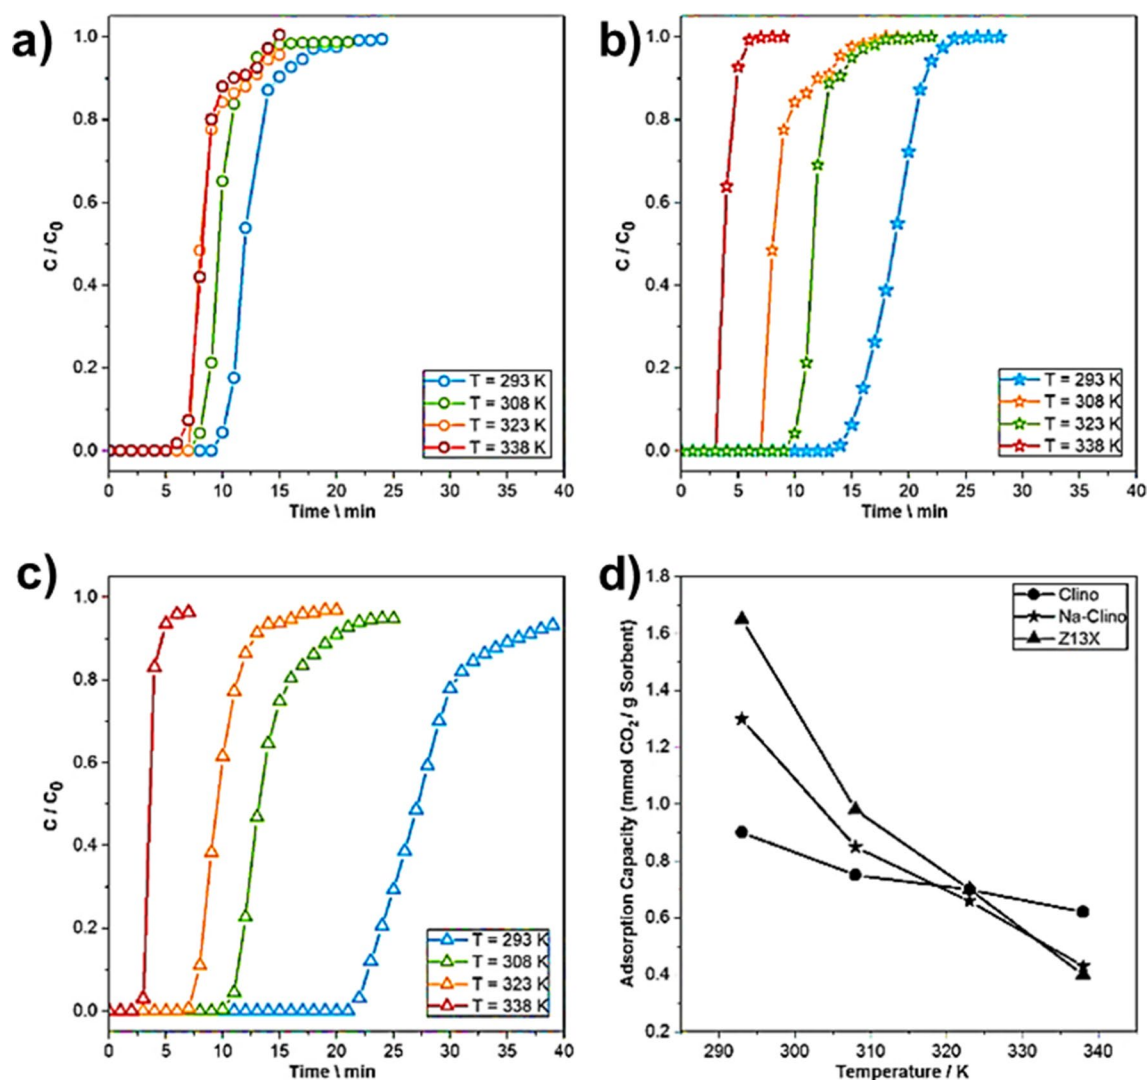 a)
1.0
0.8
0.6
0.4
0.2
0.0
C / C0
T = 293 K
T = 308 K
T = 323 K
T = 338 K
0 5 10 15 20 25 30 35 40
Time \ min
b)
1.0
0.8
0.6
0.4
0.2
0.0
C / C0
T = 293 K
T = 308 K
T = 323 K
T = 338 K
0 5 10 15 20 25 30 35 40
Time \ min
c)
1.0
0.8
0.6
0.4
0.2
0.0
C / C0
T = 293 K
T = 308 K
T = 323 K
T = 338 K
0 5 10 15 20 25 30 35 40
Time \ min
d)
1.8
1.6
1.4
1.2
1.0
0.8
0.6
0.4
0.2
Adsorption Capacity (mmol CO2 / g Sorbent)
Clino
Na-Clino
Z13X
290 300 310 320 330 340
Temperature / K